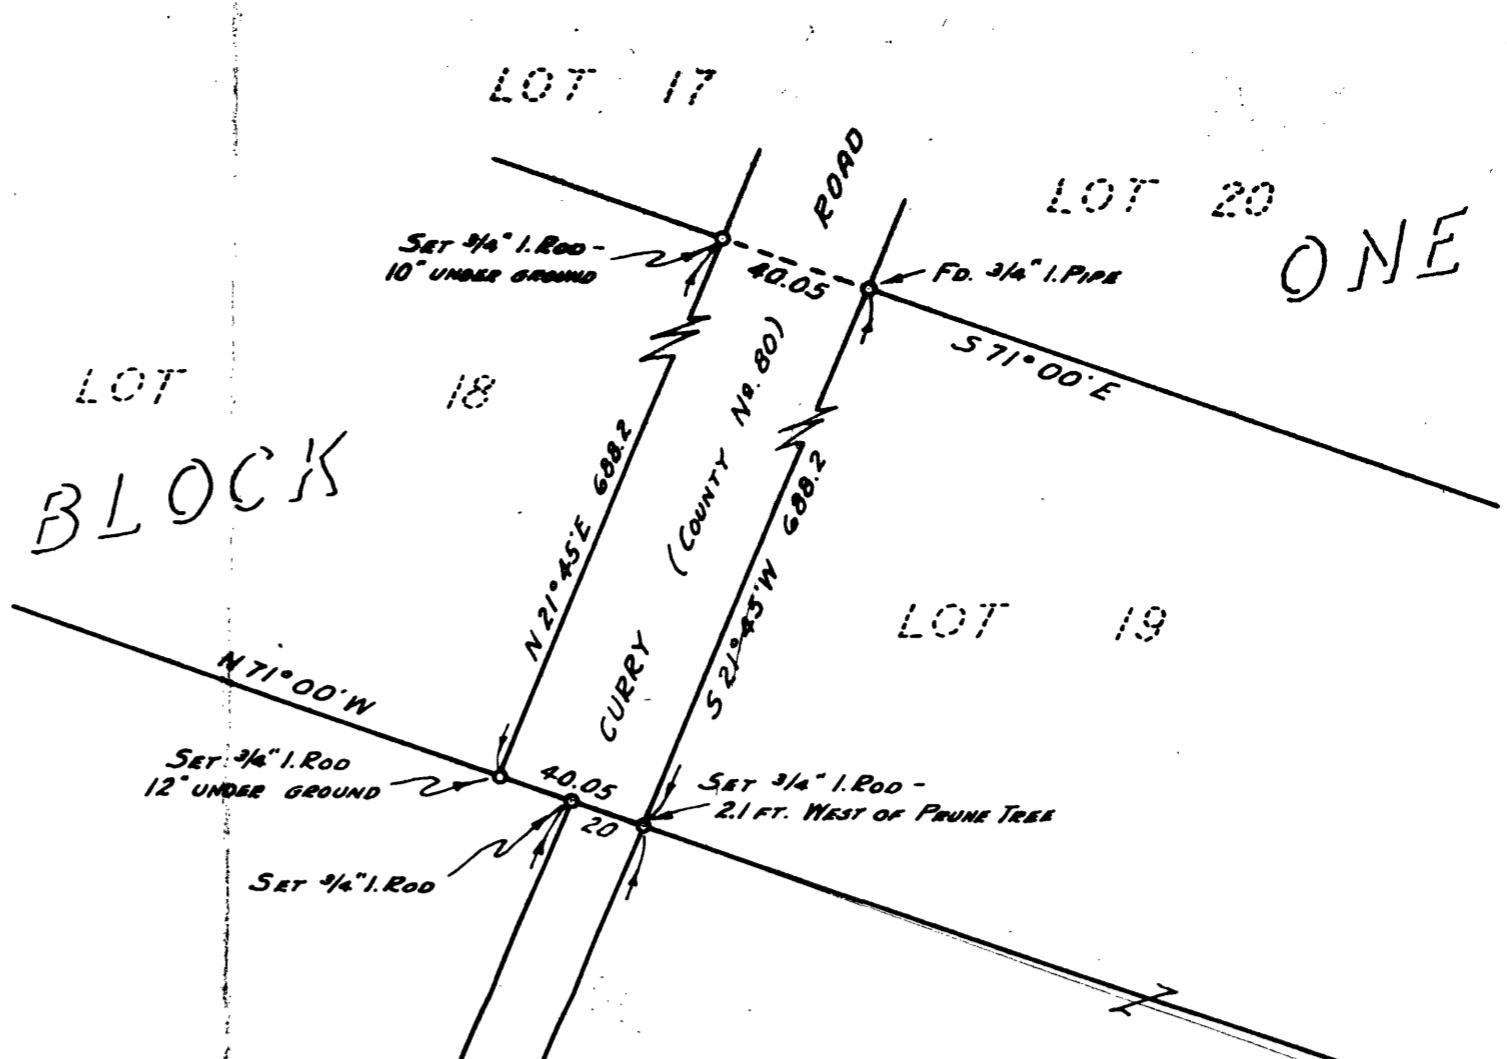 LOT 17
ROAD
LOT 20
ONE
SET 3/4" I. ROD -
10" UNDER GROUND
40.05
FD. 3/4" I. PIPE
S 71° 00' E
LOT 18
BLOCK
N 21° 45' E 688.2
(COUNTY No. 80)
S 21° 45' W 688.2
LOT 19
CURRY
N 71° 00' W
SET 3/4" I. ROD
12" UNDER GROUND
40.05
20
SET 3/4" I. ROD -
2.1 FT. WEST OF PRUNE TREE
SET 3/4" I. ROD